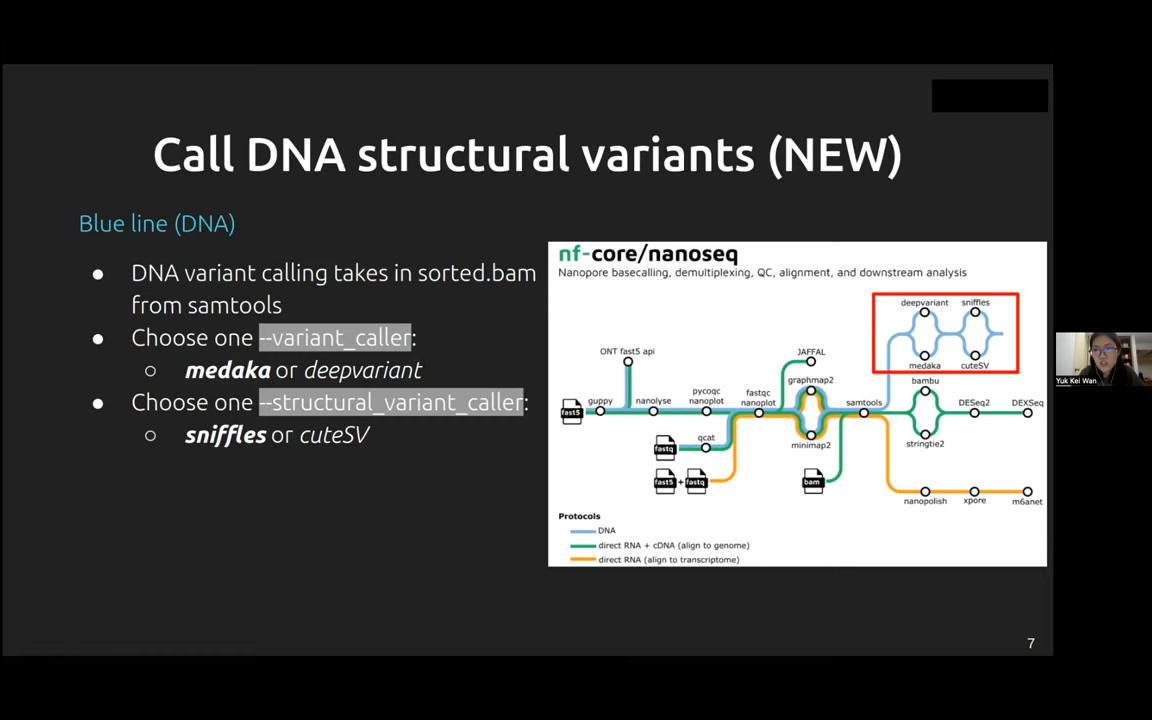 Call DNA structural variants (NEW)
Blue line (DNA)
● DNA variant calling takes in sorted.bam
from samtools
● Choose one --variant_caller:
○ medaka or deepvariant
● Choose one --structural_variant_caller:
○ sniffles or cuteSV
nf-core/nanoseq
Nanopore basecalling, demultiplexing, QC, alignment, and downstream analysis
deepvariant sniffles
medaka cuteSV
ONT fast5 api
JAFFAL
graphmap2
bambu
pycoqc
nanoplot
fastqc
nanoplot
fast5 guppy nanolyse
samtools
DESeq2 DEXSeq
qcat
fastq
minimap2
stringtie2
fast5 + fastq
bam
nanopolish xpore m6anet
Protocols
DNA
direct RNA + cDNA (align to genome)
direct RNA (align to transcriptome)
Yuk Kei Wan
7